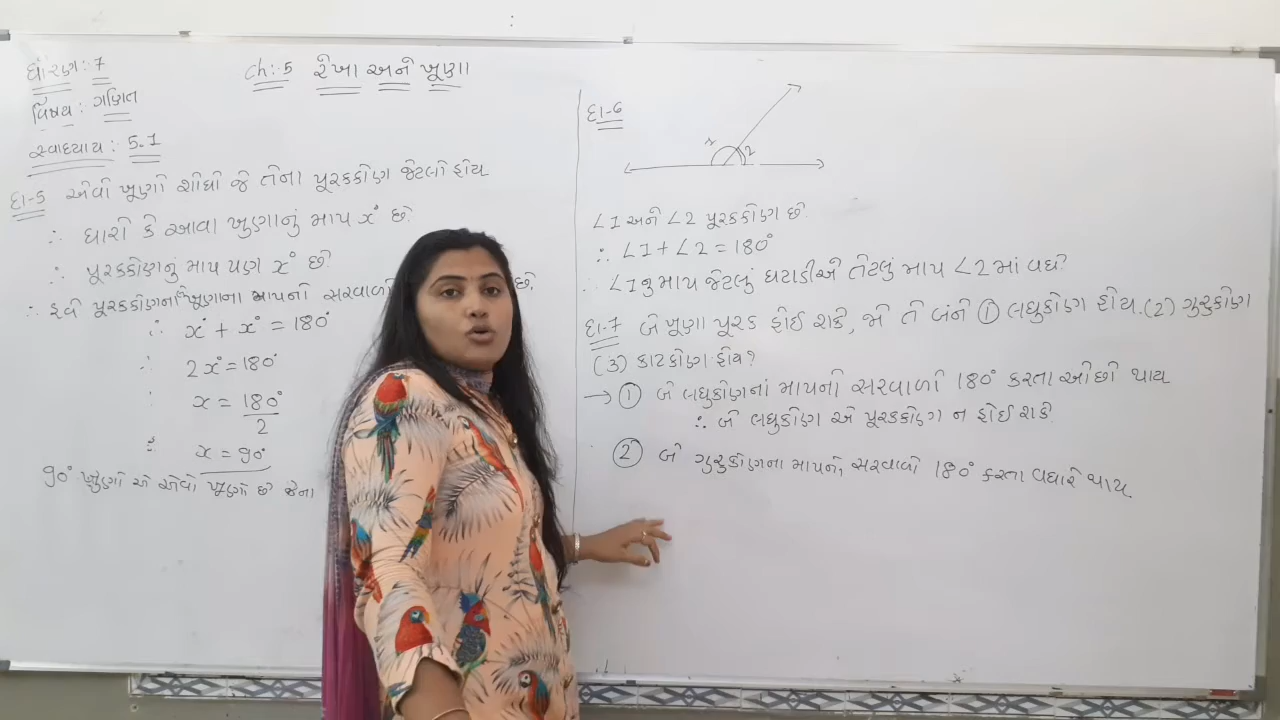 ધોરણ : 7
Ch : 5 રેખા અને ખૂણા
વિષય : ગણિત
સ્વાધ્યાય : 5.1
દા-5 એવો ખૂણો શોધો જે તેના પૂરકકોણ જેટલો હોય
∴ ધારો કે આવા ખુણાનું માપ x° છે.
∴ પૂરકકોણનું માપ પણ x° છે.
∴ હવે પૂરકકોણના ખૂણાના માપનો સરવાળો છે.
∴ x° + x° = 180°
∴ 2x° = 180°
∴ x = 180°
2
∴ x = 90°
90° ખુણો એ એવો ખૂણો છે જેના
દા-6
1 2
∠1 અને ∠2 પૂરકકોણ છે.
∴ ∠1 + ∠2 = 180°
∴ ∠1નુ માપ જેટલું ઘટાડીએ તેટલું માપ ∠2 માં વધે?
દા-7 બે ખૂણા પૂરક હોઈ શકે, જો તે બંને ① લઘુકોણ હોય. (2) ગુરુકોણ
(3) કાટકોણ હોય?
→ ① બે લઘુકોણનાં માપનો સરવાળો 180° કરતા ઓછો થાય
∴ બે લઘુકોણ એ પૂરકકોણ ન હોઈ શકે.
② બે ગુરુકોણના માપનો સરવાળો 180° કરતા વધારે થાય.